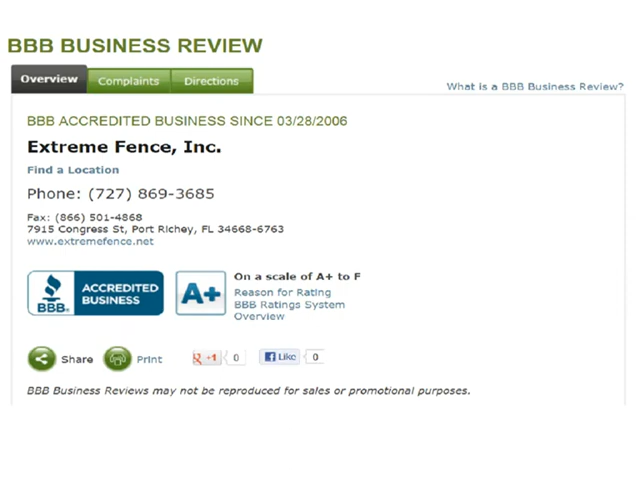 BBB BUSINESS REVIEW
Overview Complaints Directions
What is a BBB Business Review?
BBB ACCREDITED BUSINESS SINCE 03/28/2006
Extreme Fence, Inc.
Find a Location
Phone: (727) 869-3685
Fax: (866) 501-4868
7915 Congress St, Port Richey, FL 34668-6763
www.extremefence.net
BBB. ACCREDITED BUSINESS
A+
On a scale of A+ to F
Reason for Rating
BBB Ratings System
Overview
Share Print +1 0 Like 0
BBB Business Reviews may not be reproduced for sales or promotional purposes.